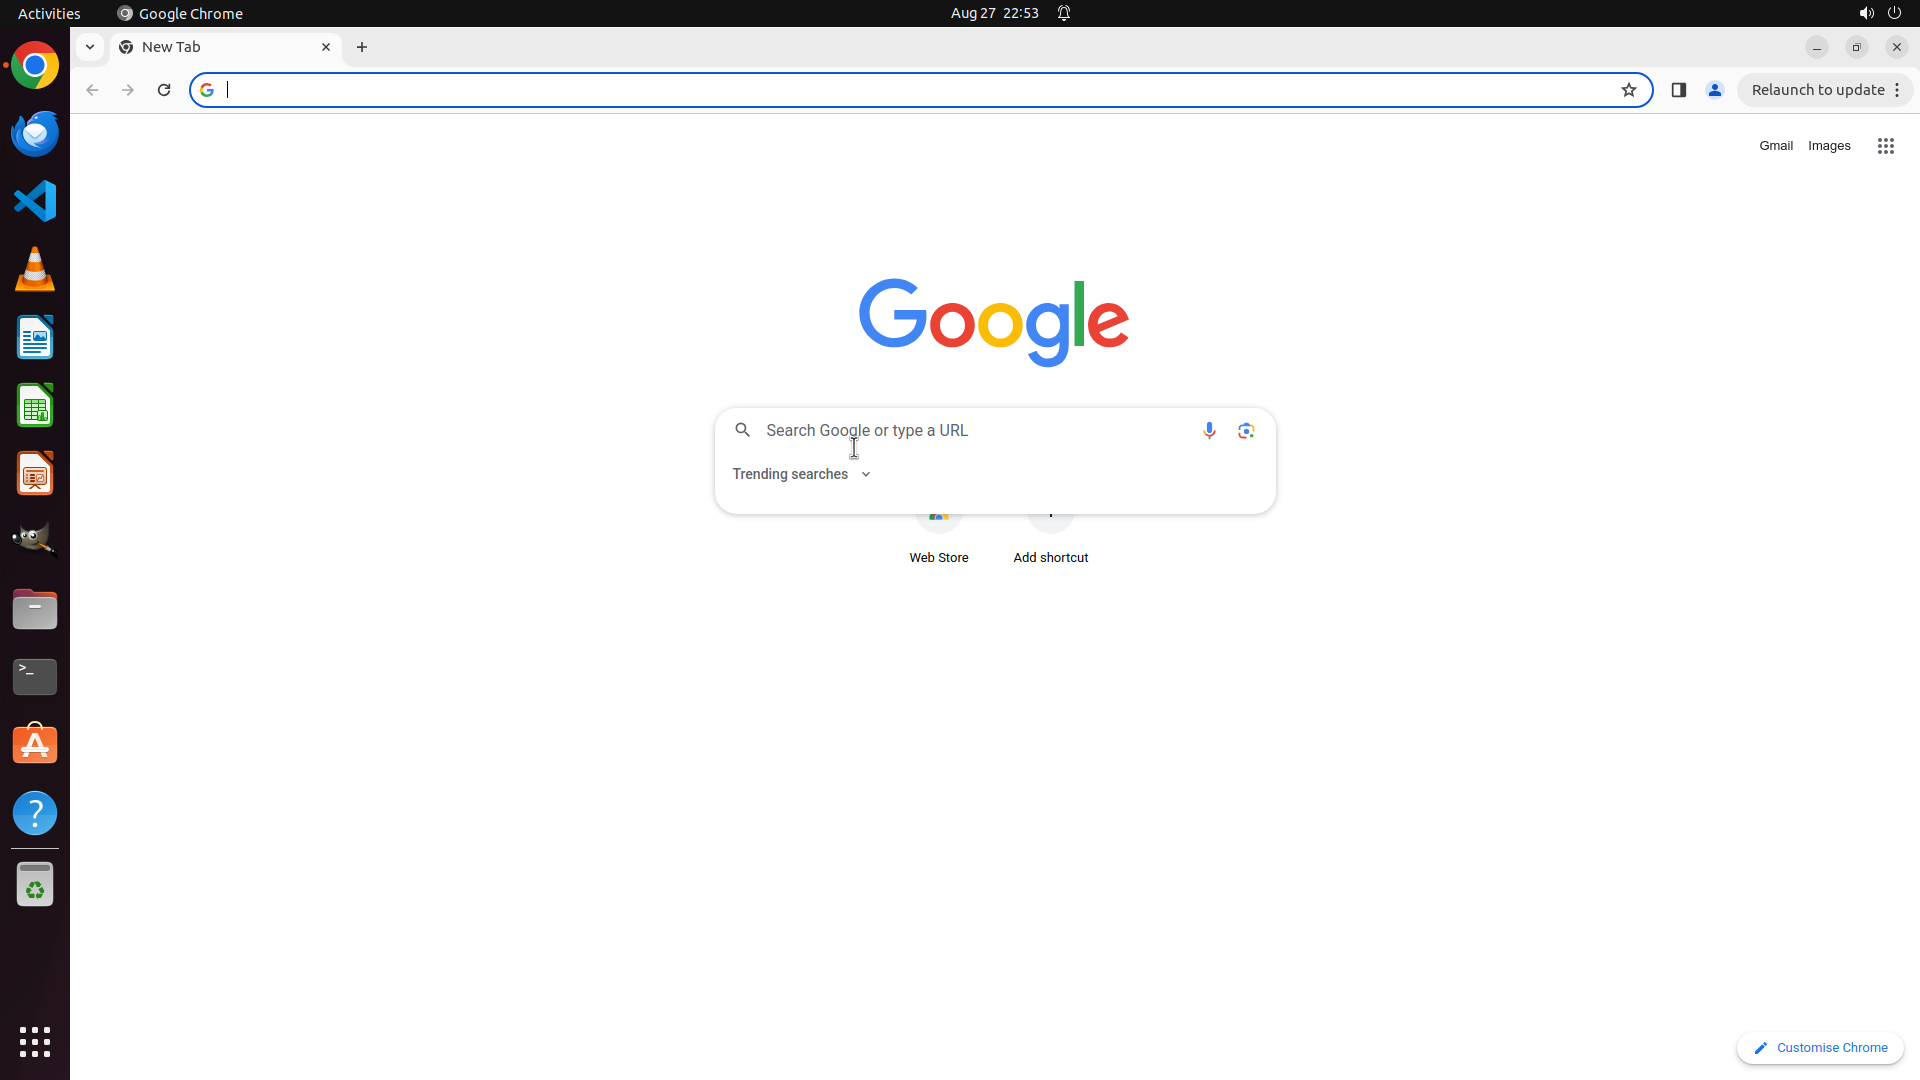 Activities
Google Chrome
Aug 27 22:53
New Tab
Relaunch to update
Gmail
Images
Google
Search Google or type a URL
Trending searches
Web Store
Add shortcut
Customise Chrome